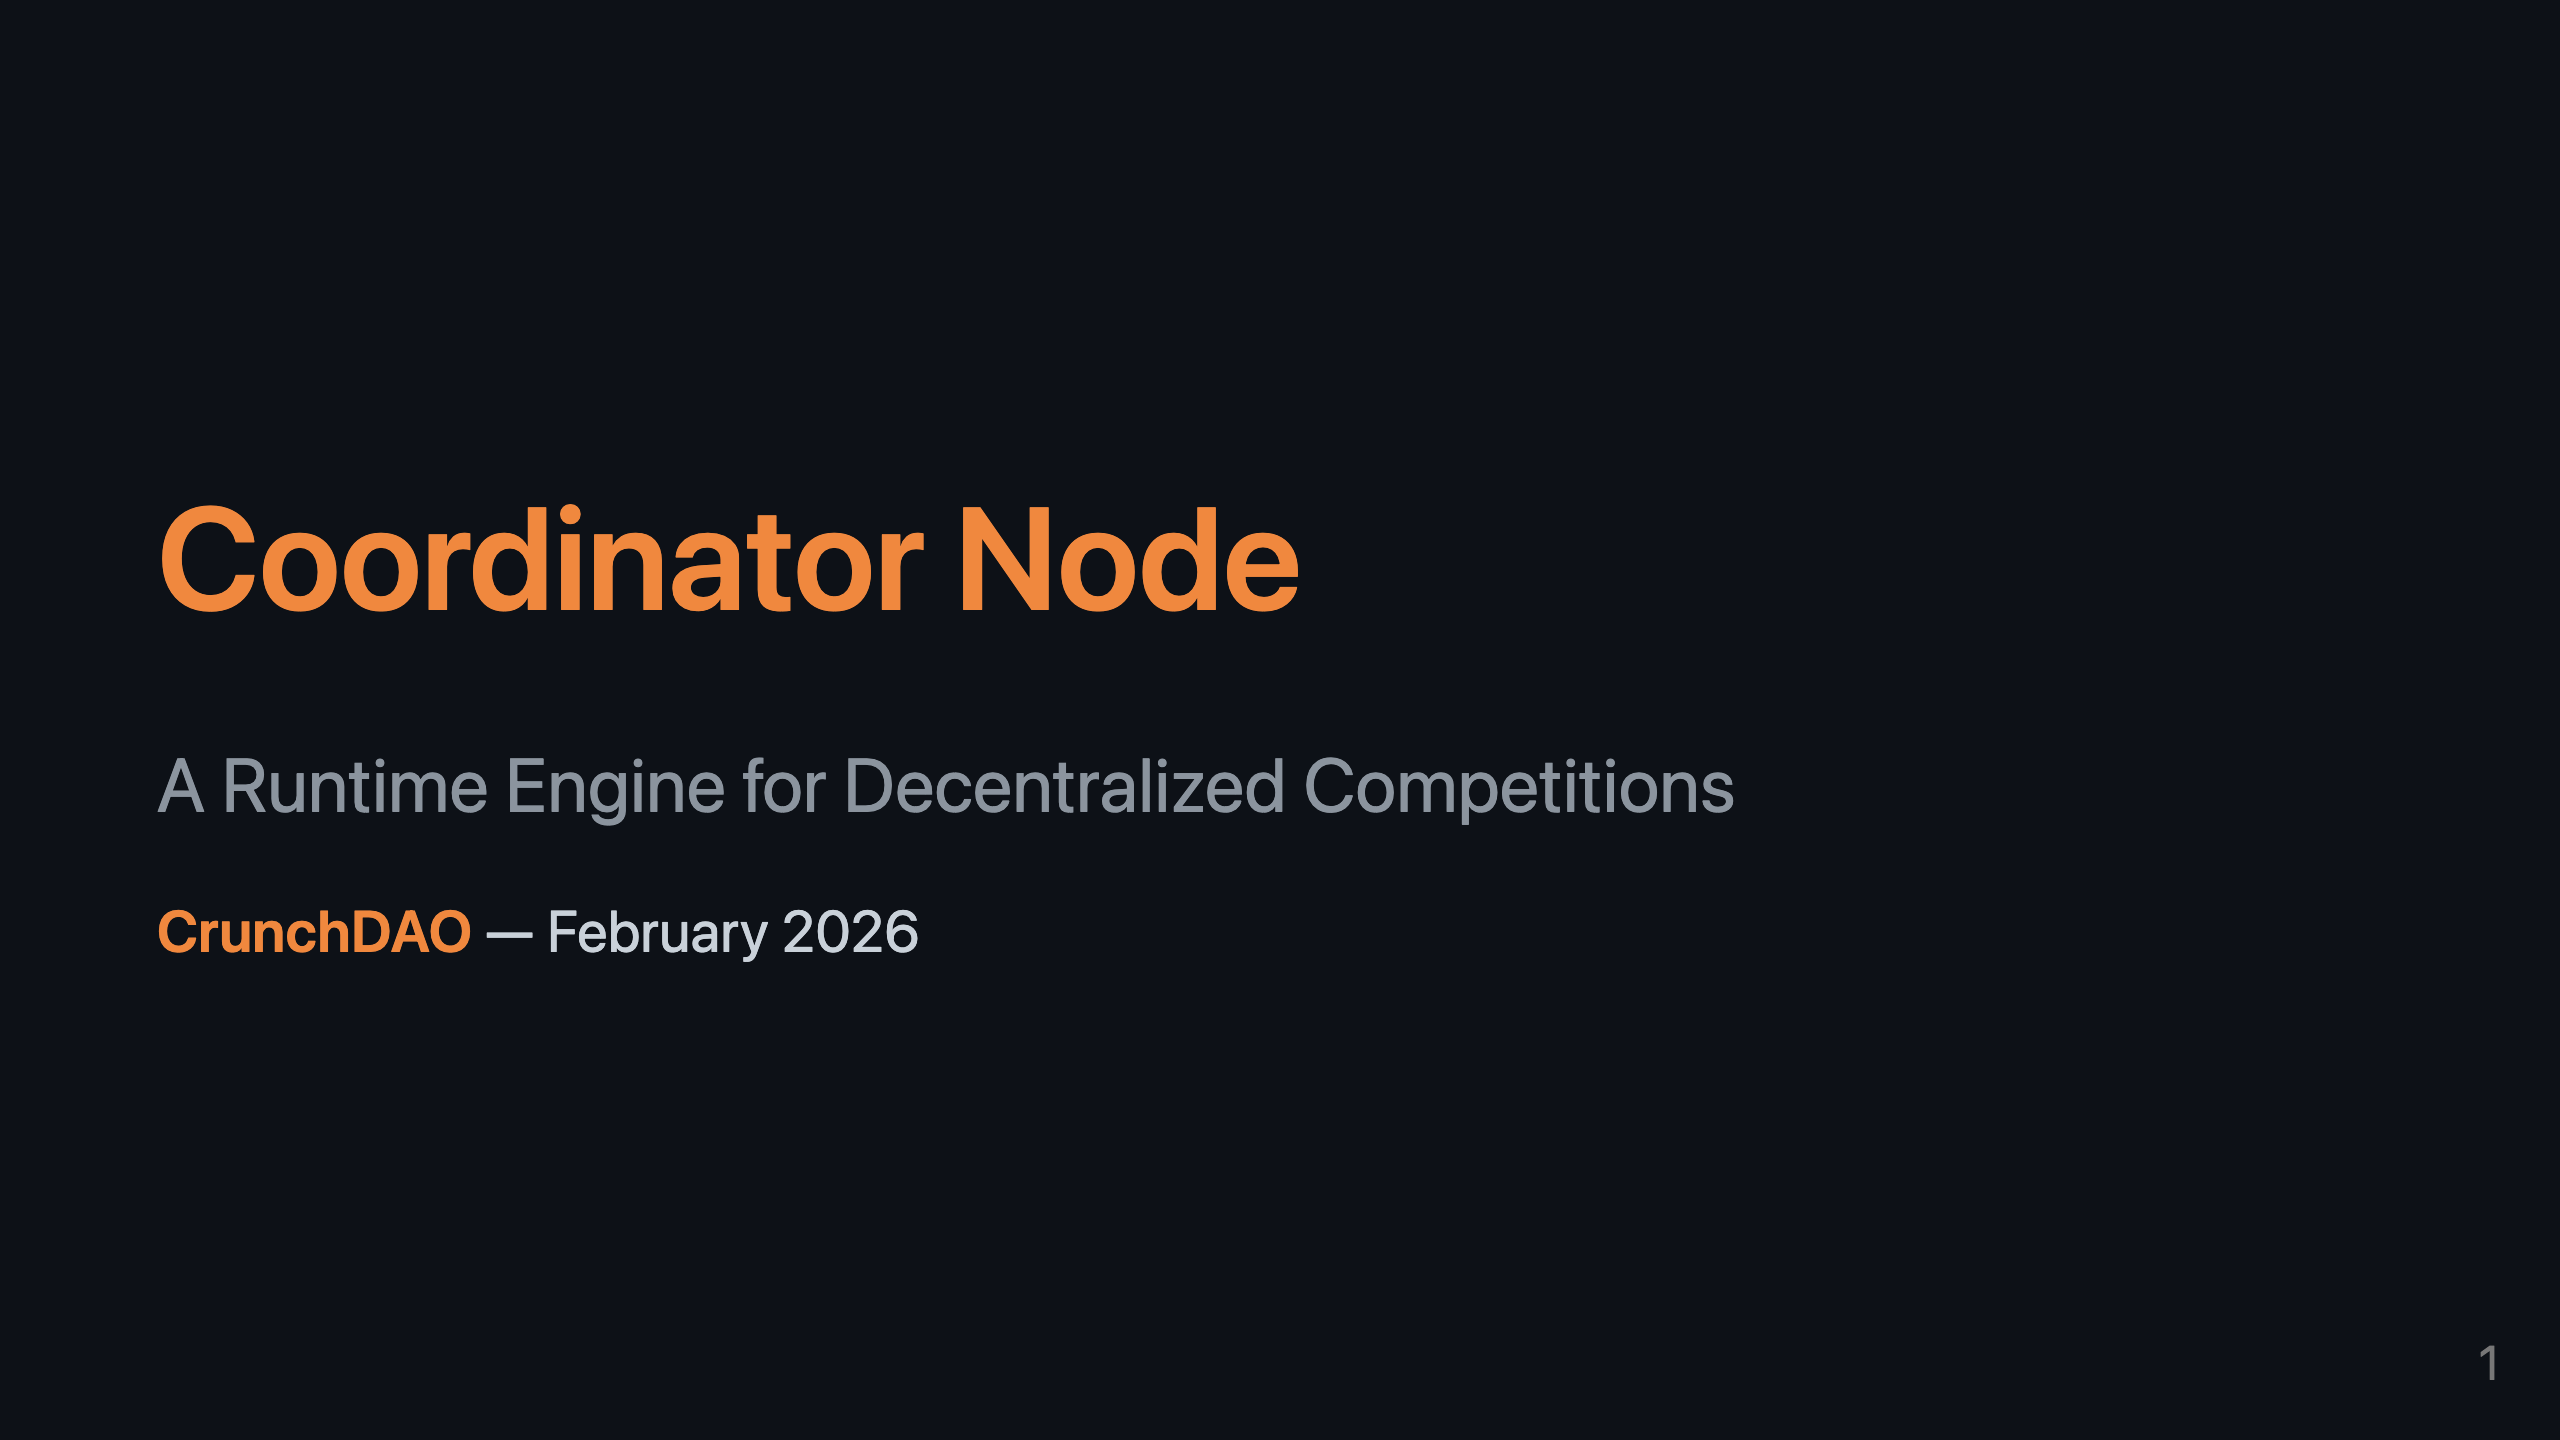 Coordinator Node
A Runtime Engine for Decentralized Competitions
CrunchDAO — February 2026
1